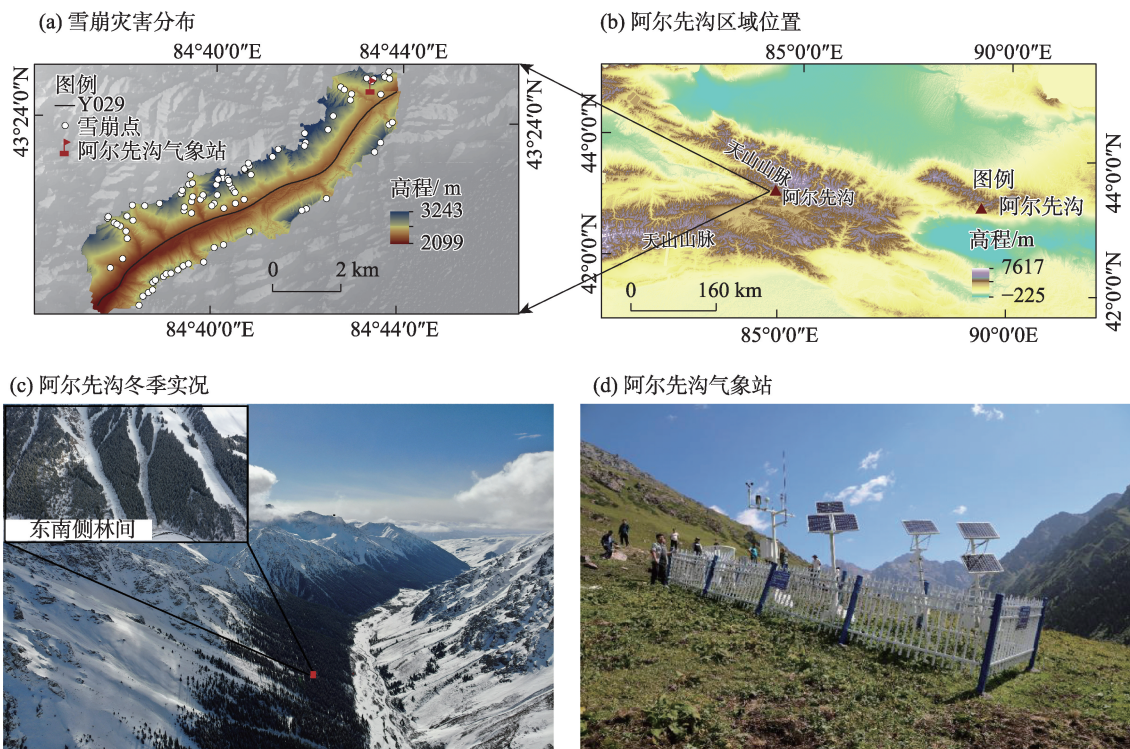 (a) 雪崩灾害分布
84°40′0″E
84°44′0″E
43°24′0″N
43°24′0″N
图例
Y029
雪崩点
阿尔先沟气象站
高程/ m
3243
2099
0
2 km
84°40′0″E
84°44′0″E
(b) 阿尔先沟区域位置
85°0′0″E
90°0′0″E
44°0′0″N
42°0′0″N
44°0′0″N
42°0′0″N
天山山脉
阿尔先沟
天山山脉
图例
阿尔先沟
高程/m
7617
−225
0
160 km
85°0′0″E
90°0′0″E
(c) 阿尔先沟冬季实况
东南侧林间
(d) 阿尔先沟气象站